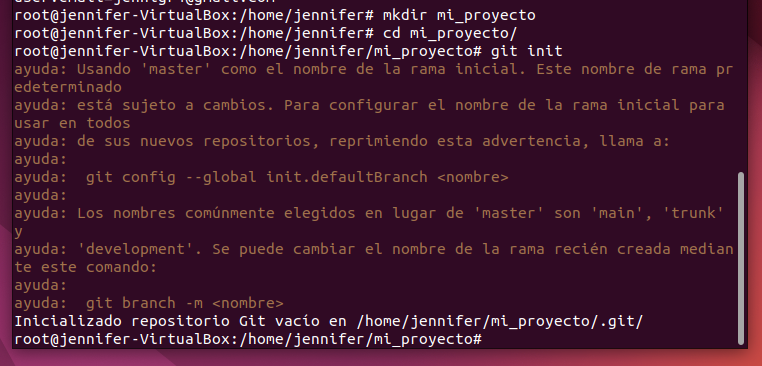 root@jennifer-VirtualBox:/home/jennifer# mkdir mi_proyecto
root@jennifer-VirtualBox:/home/jennifer# cd mi_proyecto/
root@jennifer-VirtualBox:/home/jennifer/mi_proyecto# git init
ayuda: Usando 'master' como el nombre de la rama inicial. Este nombre de rama pr
edeterminado
ayuda: está sujeto a cambios. Para configurar el nombre de la rama inicial para
usar en todos
ayuda: de sus nuevos repositorios, reprimiendo esta advertencia, llama a:
ayuda:
ayuda:  git config --global init.defaultBranch <nombre>
ayuda:
ayuda: Los nombres comúnmente elegidos en lugar de 'master' son 'main', 'trunk'
y
ayuda: 'development'. Se puede cambiar el nombre de la rama recién creada median
te este comando:
ayuda:
ayuda:  git branch -m <nombre>
Inicializado repositorio Git vacío en /home/jennifer/mi_proyecto/.git/
root@jennifer-VirtualBox:/home/jennifer/mi_proyecto#